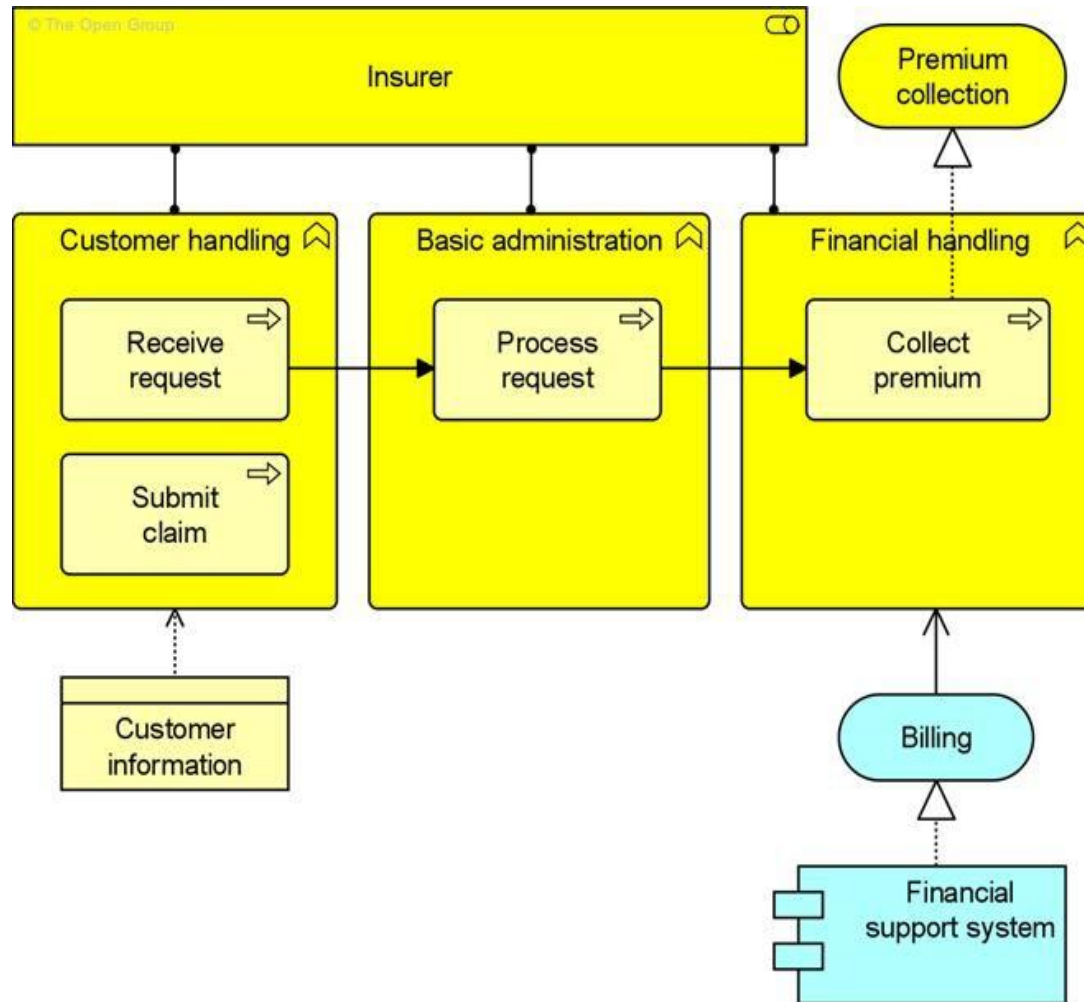 © The Open Group
Insurer
Premium
collection
Customer handling
Basic administration
Financial handling
Receive
request
Process
request
Collect
premium
Submit
claim
Customer
information
Billing
Financial
support system